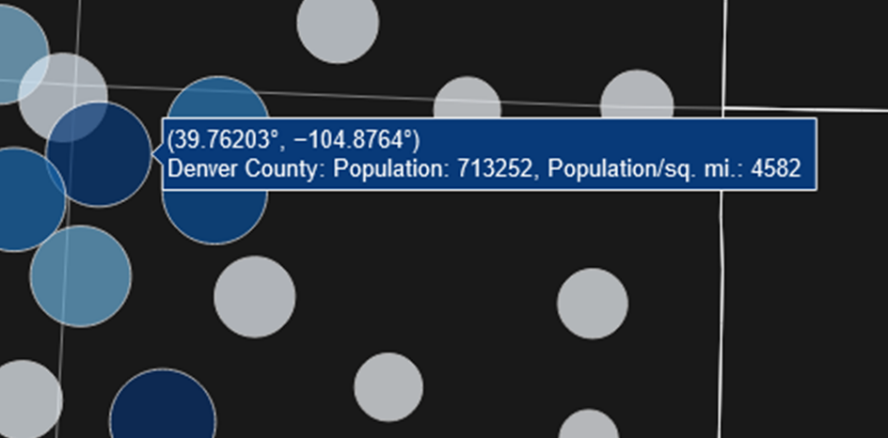 (39.76203°, −104.8764°)
Denver County: Population: 713252, Population/sq. mi.: 4582